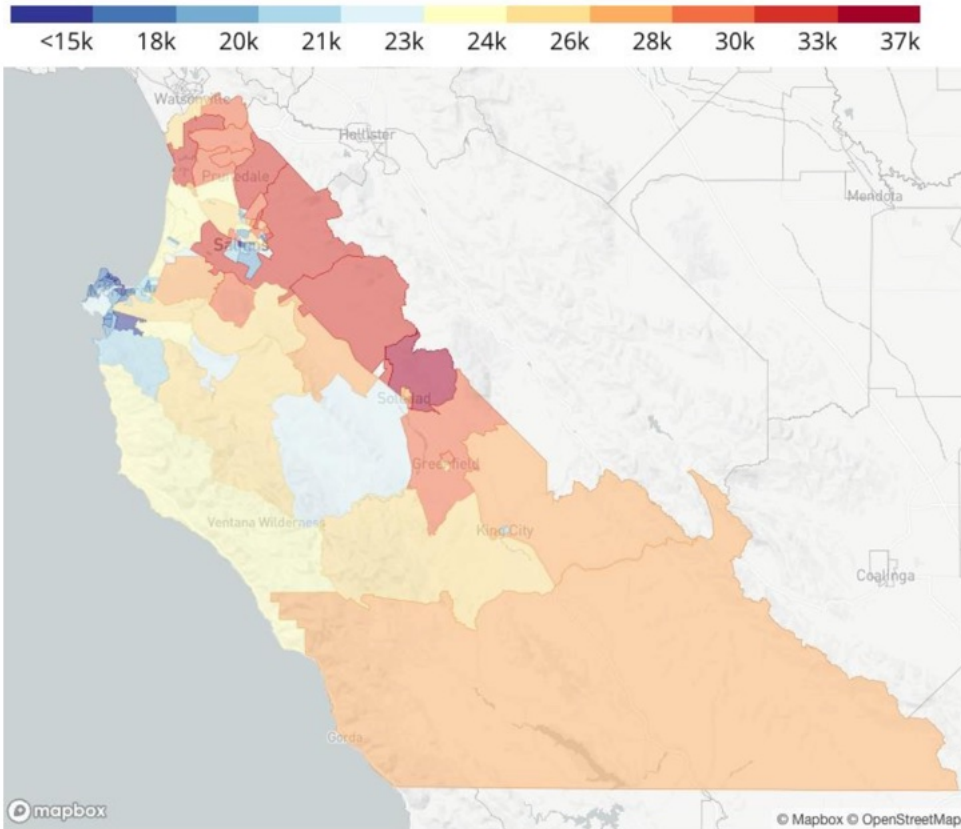 <15k 18k 20k 21k 23k 24k 26k 28k 30k 33k 37k
Watsonville
Hollister
Prunedale
Mendota
Salinas
Soledad
Greenfield
Ventana Wilderness
King City
Coalinga
Gorda
mapbox
© Mapbox © OpenStreetMap